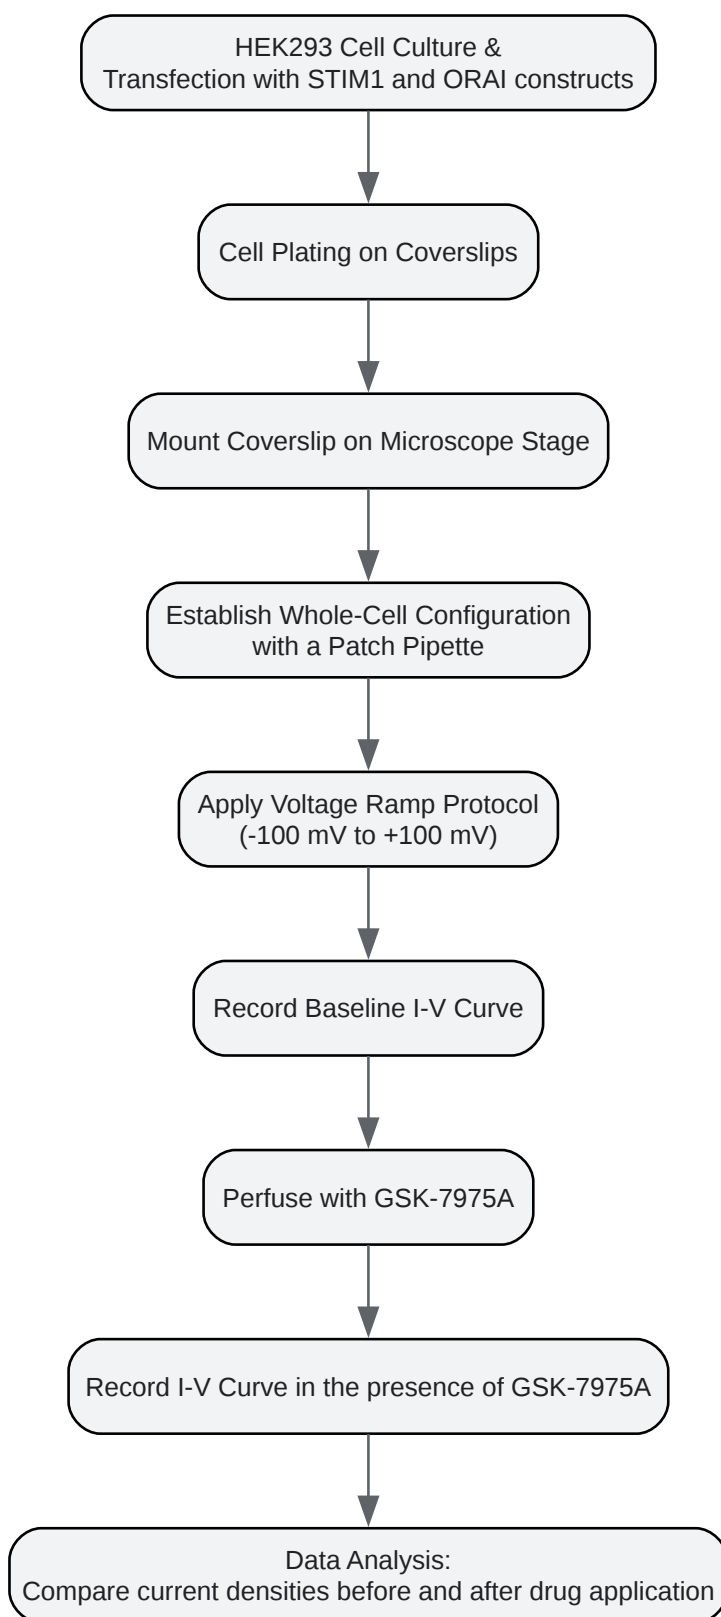 HEK293 Cell Culture &
Transfection with STIM1 and ORAI constructs
Cell Plating on Coverslips
Mount Coverslip on Microscope Stage
Establish Whole-Cell Configuration
with a Patch Pipette
Apply Voltage Ramp Protocol
(-100 mV to +100 mV)
Record Baseline I-V Curve
Perfuse with GSK-7975A
Record I-V Curve in the presence of GSK-7975A
Data Analysis:
Compare current densities before and after drug application